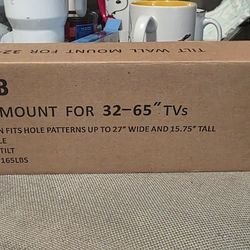 TILT WALL MOUNT FOR 32-
B
MOUNT FOR 32-65" TVs
N FITS HOLE PATTERNS UP TO 27" WIDE AND 15.75" TALL
LE
TILT
165LBS